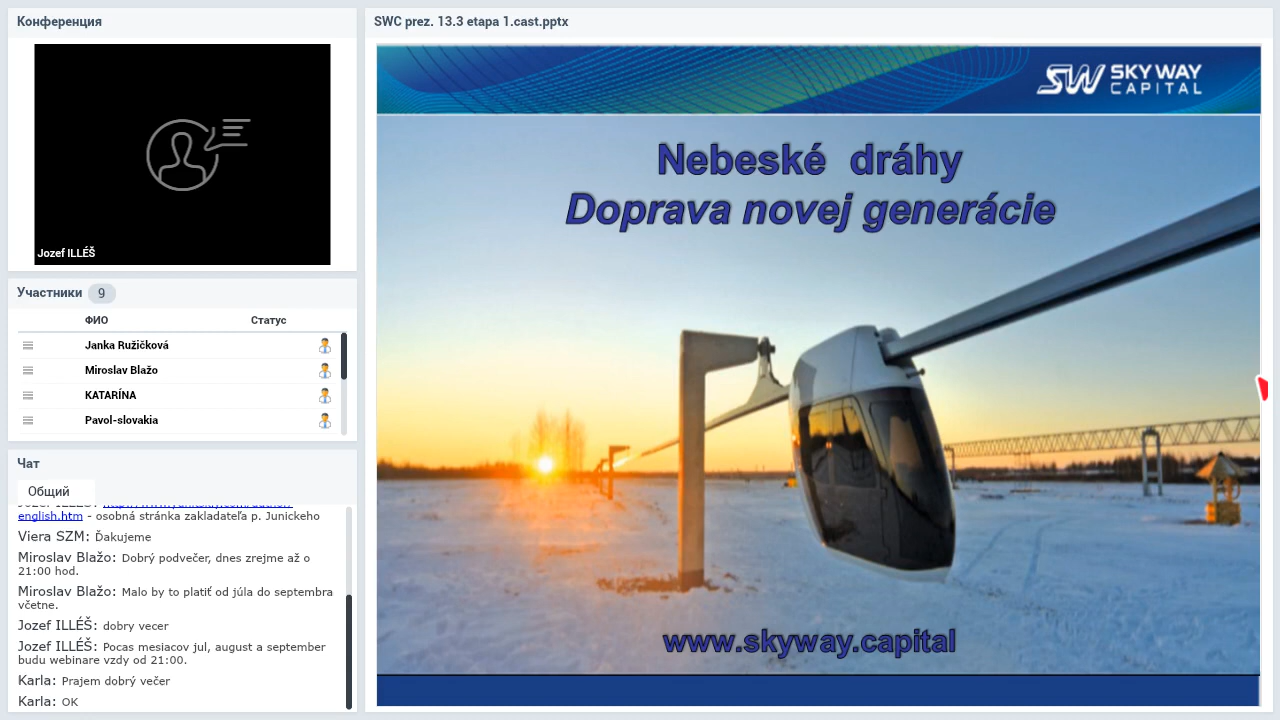 Конференция
Jozef ILLÉŠ
Участники 9
ФИО Статус
Janka Ružičková
Miroslav Blažo
KATARÍNA
Pavol-slovakia
Чат
Общий
english.htm - osobná stránka zakladateľa p. Junickeho
Viera SZM: Ďakujeme
Miroslav Blažo: Dobrý podvečer, dnes zrejme až o
21:00 hod.
Miroslav Blažo: Malo by to platiť od júla do septembra
včetne.
Jozef ILLÉŠ: dobry vecer
Jozef ILLÉŠ: Pocas mesiacov jul, august a september
budu webinare vzdy od 21:00.
Karla: Prajem dobrý večer
Karla: OK
SWC prez. 13.3 etapa 1.cast.pptx
SW SKY WAY
CAPITAL
Nebeské dráhy
Doprava novej generácie
www.skyway.capital